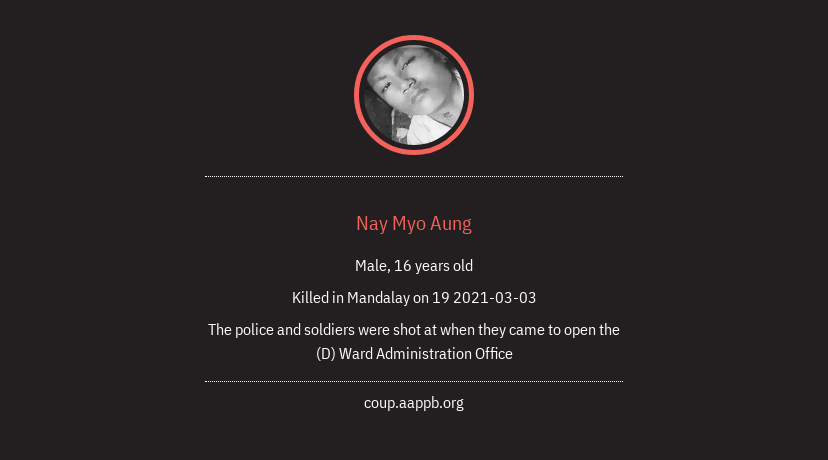 Nay Myo Aung
Male, 16 years old
Killed in Mandalay on 19 2021-03-03
The police and soldiers were shot at when they came to open the
(D) Ward Administration Office
coup.aappb.org